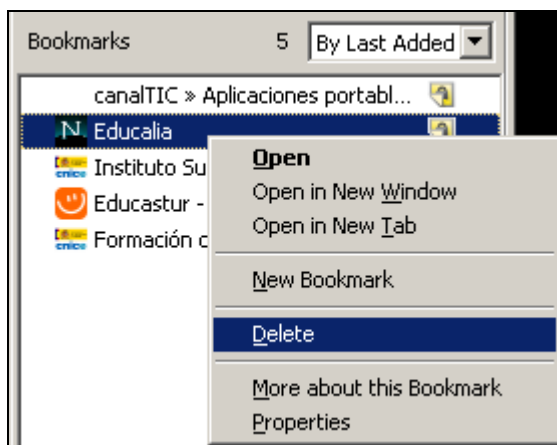 Bookmarks 5 By Last Added
canalTIC » Aplicaciones portabl...
N Educalia
Instituto Su
Educastur -
Formación c
Open
Open in New Window
Open in New Tab
New Bookmark
Delete
More about this Bookmark
Properties